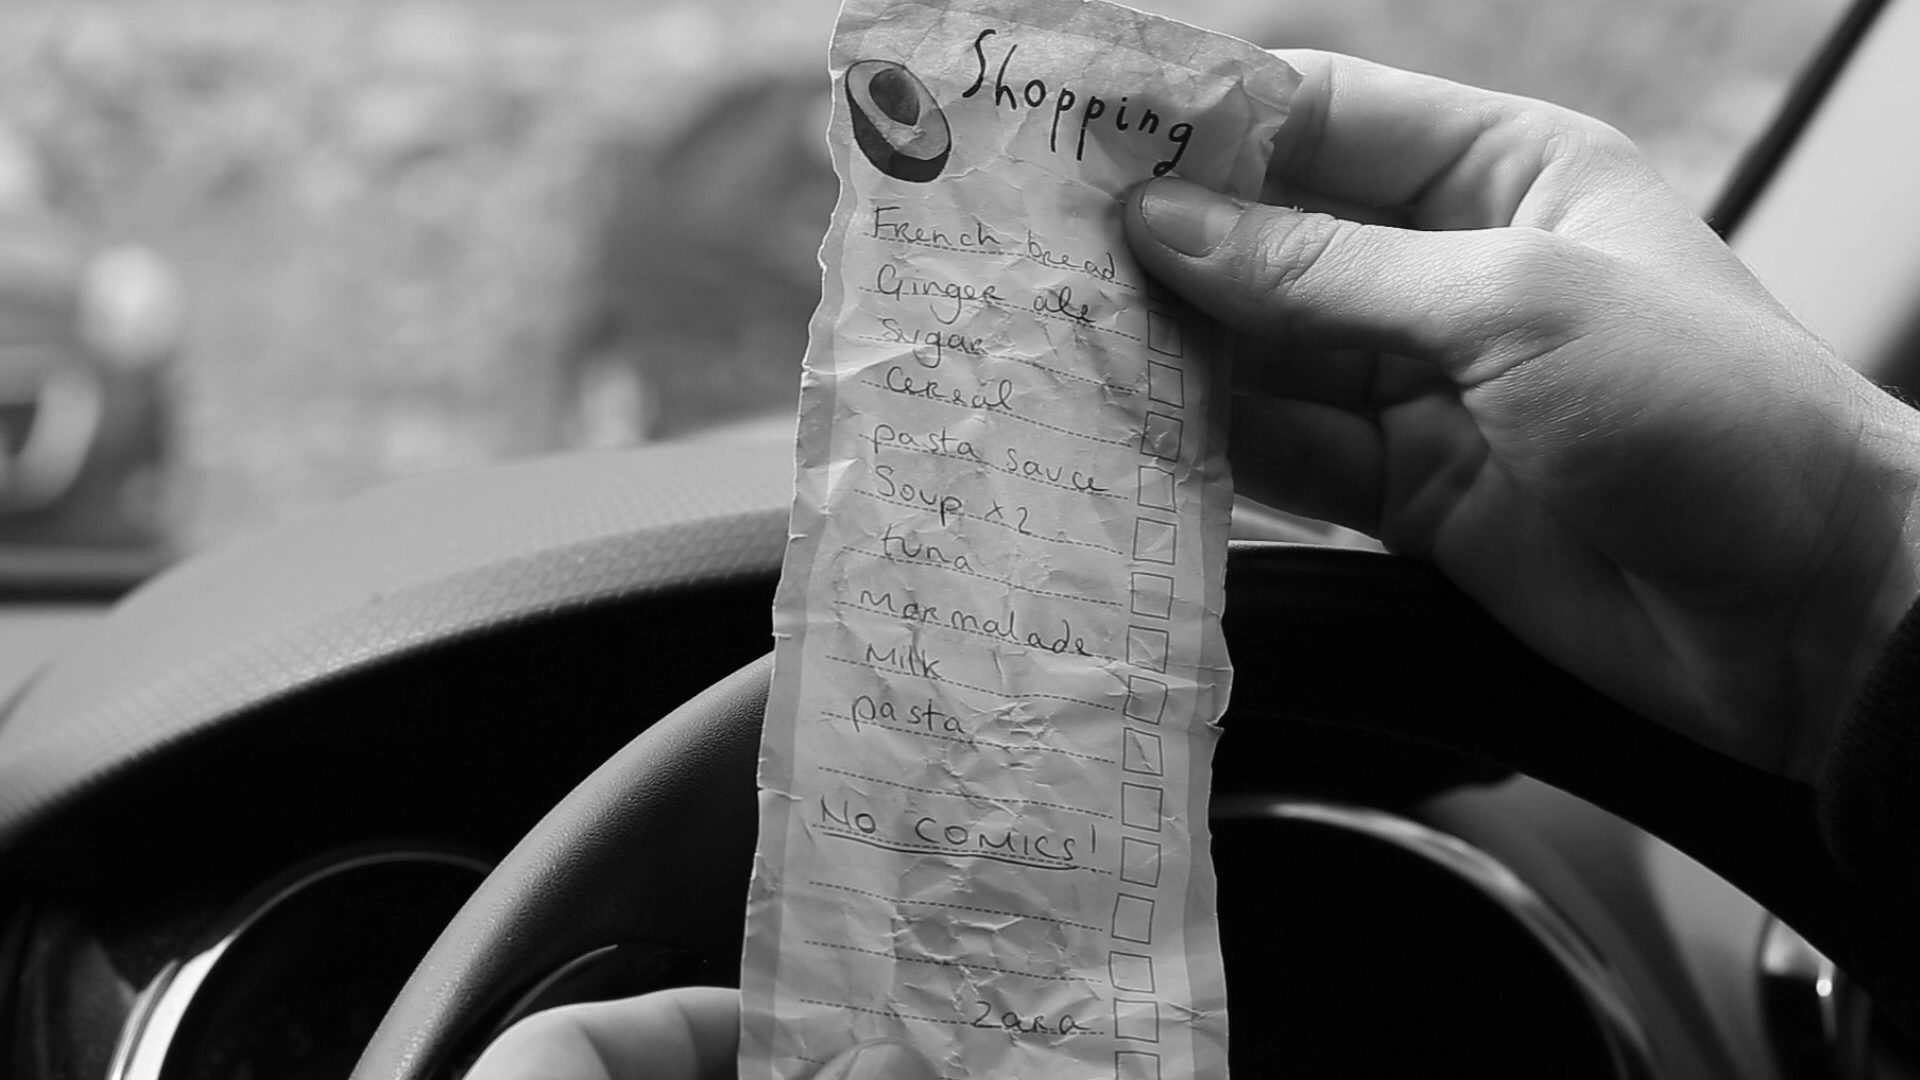 Shopping
French bread
Ginger ale
Sugar
Cereal
pasta sauce
Soup x2
tuna
Marmalade
Milk
pasta
No COMICS!
Zara